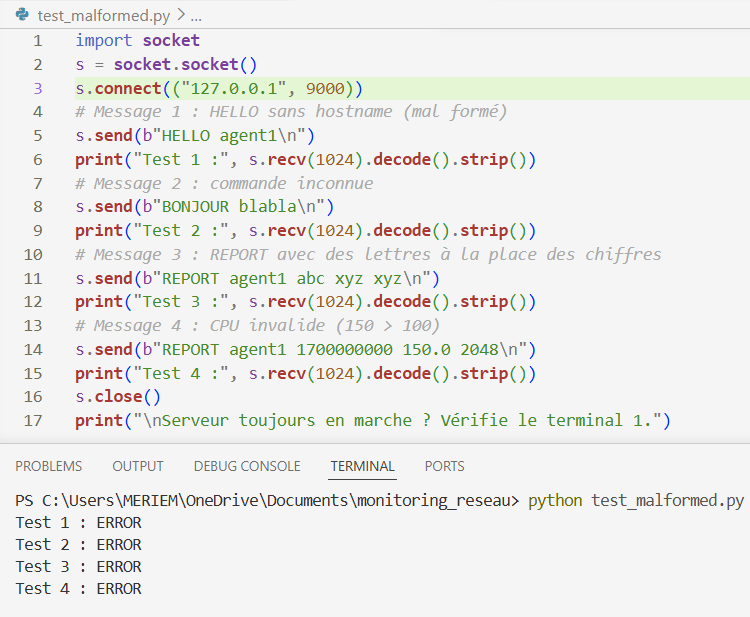 test_malformed.py > ...
1 import socket
2 s = socket.socket()
3 s.connect(("127.0.0.1", 9000))
4 # Message 1 : HELLO sans hostname (mal formé)
5 s.send(b"HELLO agent1\n")
6 print("Test 1 :", s.recv(1024).decode().strip())
7 # Message 2 : commande inconnue
8 s.send(b"BONJOUR blabla\n")
9 print("Test 2 :", s.recv(1024).decode().strip())
10 # Message 3 : REPORT avec des lettres à la place des chiffres
11 s.send(b"REPORT agent1 abc xyz xyz\n")
12 print("Test 3 :", s.recv(1024).decode().strip())
13 # Message 4 : CPU invalide (150 > 100)
14 s.send(b"REPORT agent1 1700000000 150.0 2048\n")
15 print("Test 4 :", s.recv(1024).decode().strip())
16 s.close()
17 print("\nServeur toujours en marche ? Vérifie le terminal 1.")
PROBLEMS OUTPUT DEBUG CONSOLE TERMINAL PORTS
PS C:\Users\MERIEM\OneDrive\Documents\monitoring_reseau> python test_malformed.py
Test 1 : ERROR
Test 2 : ERROR
Test 3 : ERROR
Test 4 : ERROR